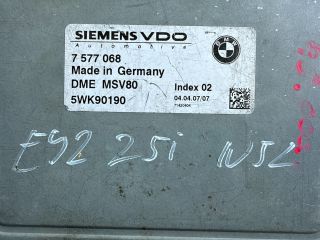 SIEMENS VDO
Automotive
7 577 068
Made in Germany
DME MSV80
Index 02
5WK90190
04.04.07/07
E92 25i N52